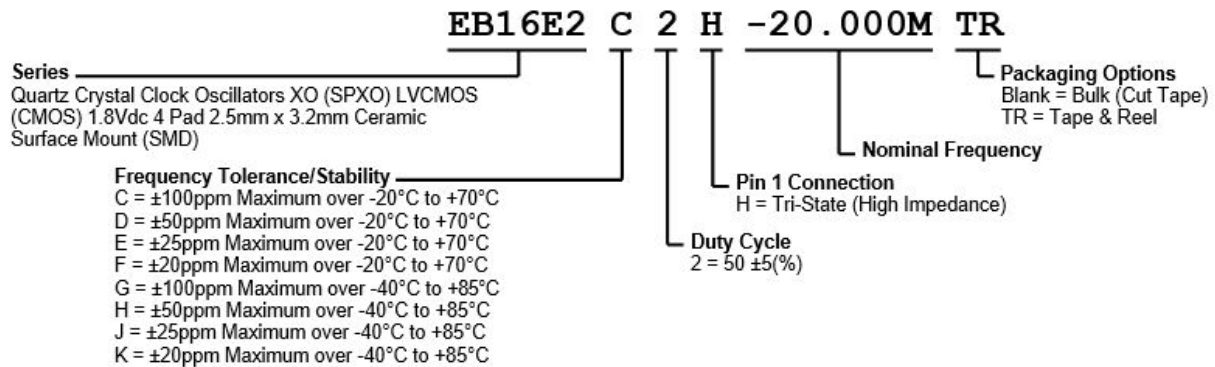 EB16E2 C 2 H -20.000M TR
Series
Quartz Crystal Clock Oscillators XO (SPXO) LVCMOS
(CMOS) 1.8Vdc 4 Pad 2.5mm x 3.2mm Ceramic
Surface Mount (SMD)
Frequency Tolerance/Stability
C = ±100ppm Maximum over -20°C to +70°C
D = ±50ppm Maximum over -20°C to +70°C
E = ±25ppm Maximum over -20°C to +70°C
F = ±20ppm Maximum over -20°C to +70°C
G = ±100ppm Maximum over -40°C to +85°C
H = ±50ppm Maximum over -40°C to +85°C
J = ±25ppm Maximum over -40°C to +85°C
K = ±20ppm Maximum over -40°C to +85°C
Duty Cycle
2 = 50 ±5(%)
Pin 1 Connection
H = Tri-State (High Impedance)
Nominal Frequency
Packaging Options
Blank = Bulk (Cut Tape)
TR = Tape & Reel